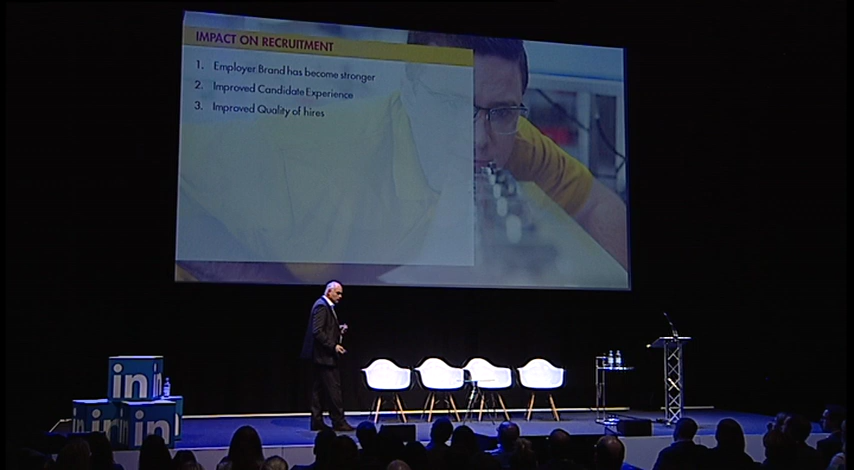 IMPACT ON RECRUITMENT
1. Employer Brand has become stronger
2. Improved Candidate Experience
3. Improved Quality of hires
in
in
in